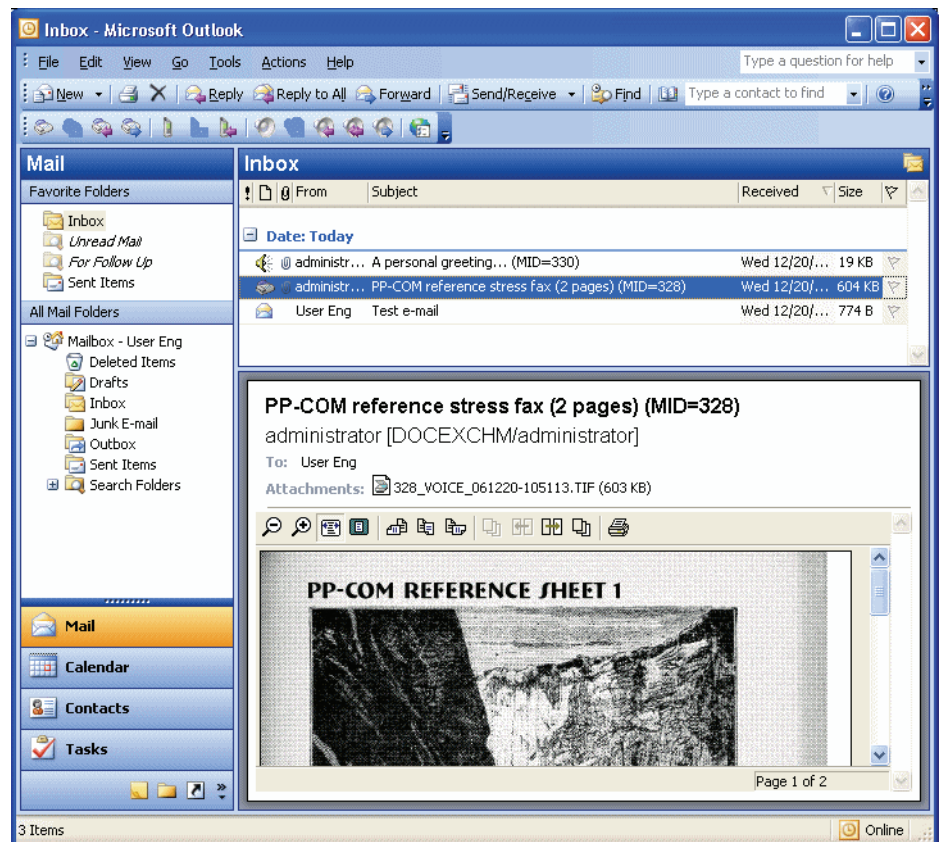 Inbox - Microsoft Outlook
File Edit View Go Tools Actions Help Type a question for help
New Reply Reply to All Forward Send/Receive Find Type a contact to find
Mail
Favorite Folders
Inbox
Unread Mail
For Follow Up
Sent Items
All Mail Folders
Mailbox - User Eng
Deleted Items
Drafts
Inbox
Junk E-mail
Outbox
Sent Items
Search Folders
Mail
Calendar
Contacts
Tasks
Inbox
From Subject Received Size
Date: Today
administr... A personal greeting... (MID=330) Wed 12/20/... 19 KB
administr... PP-COM reference stress fax (2 pages) (MID=328) Wed 12/20/... 604 KB
User Eng Test e-mail Wed 12/20/... 774 B
PP-COM reference stress fax (2 pages) (MID=328)
administrator [DOCEXCHM/administrator]
To: User Eng
Attachments: 328_VOICE_061220-105113.TIF (603 KB)
PP-COM REFERENCE SHEET 1
Page 1 of 2
3 Items Online